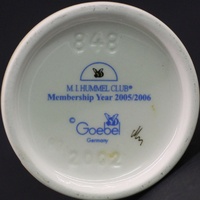 848
M.I. HUMMEL CLUB®
Membership Year 2005/2006
© Goebel
Germany
2002